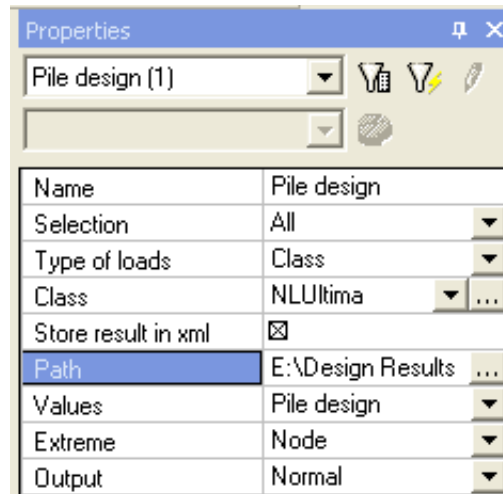 Properties
Pile design (1)
Name Pile design
Selection All
Type of loads Class
Class NLUltima ...
Store result in xml
Path E:\Design Results ...
Values Pile design
Extreme Node
Output Normal